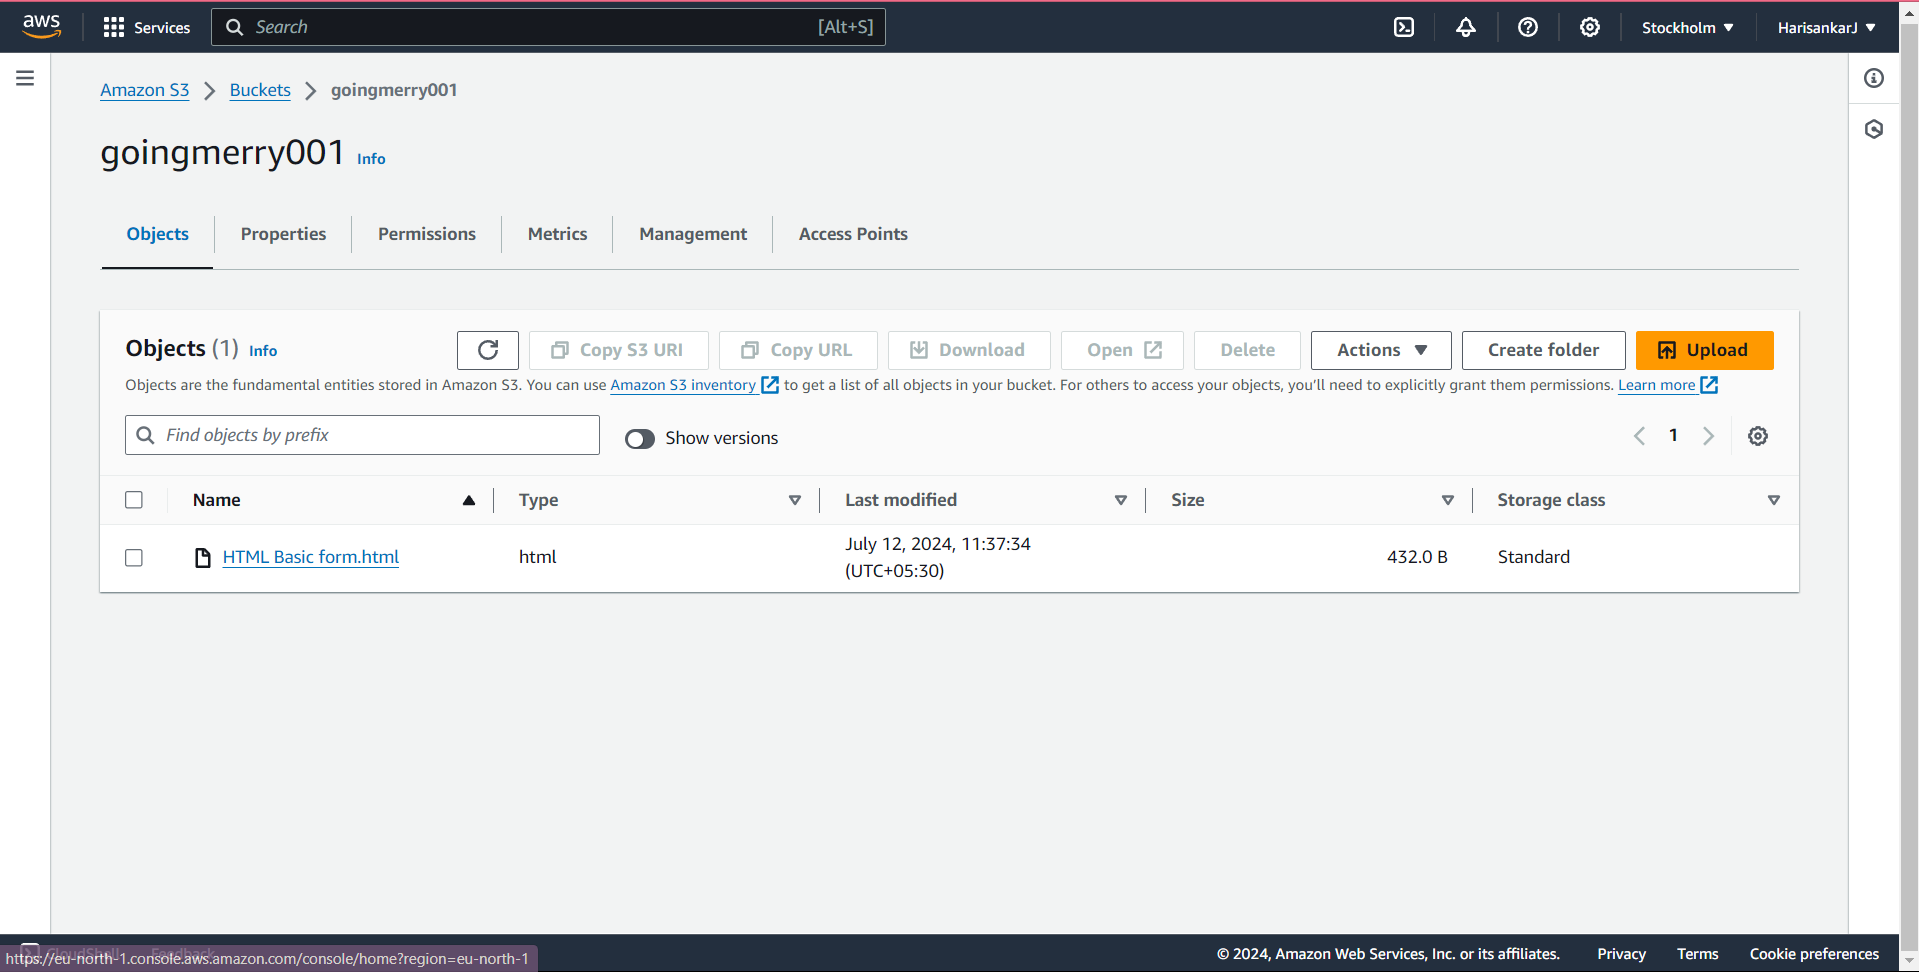 aws Services Search [Alt+S] Stockholm HarisankarJ
Amazon S3 Buckets goingmerry001
goingmerry001 Info
Objects Properties Permissions Metrics Management Access Points
Objects (1) Info Copy S3 URI Copy URL Download Open Delete Actions Create folder Upload
Objects are the fundamental entities stored in Amazon S3. You can use Amazon S3 inventory to get a list of all objects in your bucket. For others to access your objects, you'll need to explicitly grant them permissions. Learn more
Find objects by prefix Show versions 1
Name Type Last modified Size Storage class
HTML Basic form.html html July 12, 2024, 11:37:34 (UTC+05:30) 432.0 B Standard
CloudShell Feedback © 2024, Amazon Web Services, Inc. or its affiliates. Privacy Terms Cookie preferences
https://eu-north-1.console.aws.amazon.com/console/home?region=eu-north-1